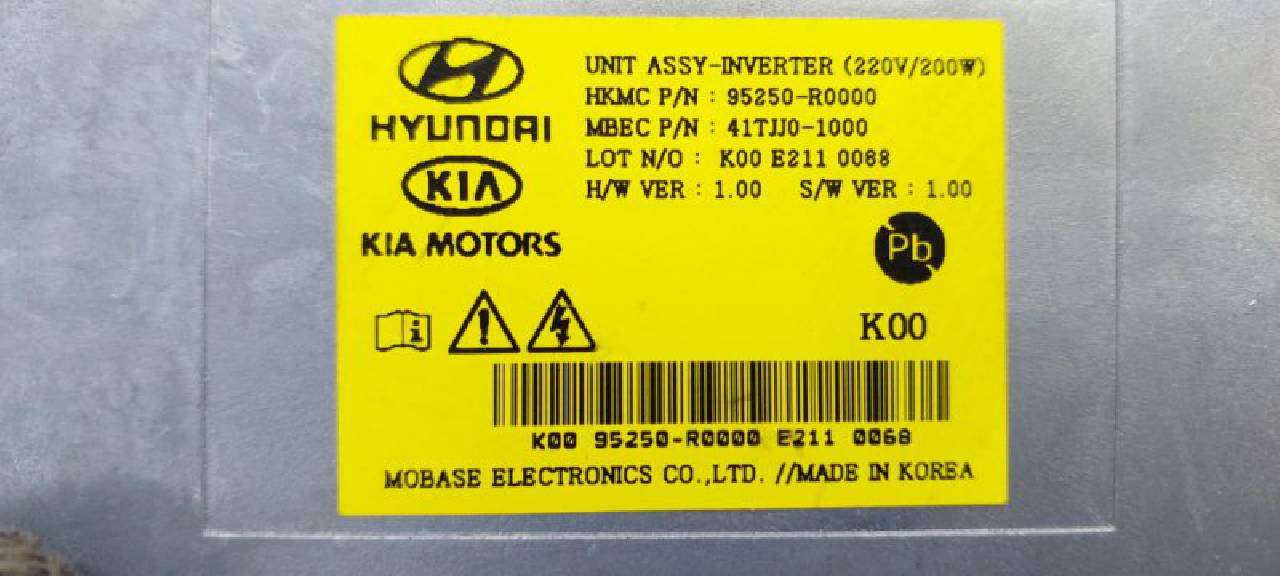 HYUNDAI
KIA
KIA MOTORS
UNIT ASSY-INVERTER (220V/200W)
HKMC P/N : 95250-R0000
MBEC P/N : 41TJJ0-1000
LOT N/O : K00 E211 0068
H/W VER : 1.00 S/W VER : 1.00
Pb
K00
K00 95250-R0000 E211 0068
MOBASE ELECTRONICS CO.,LTD. //MADE IN KOREA